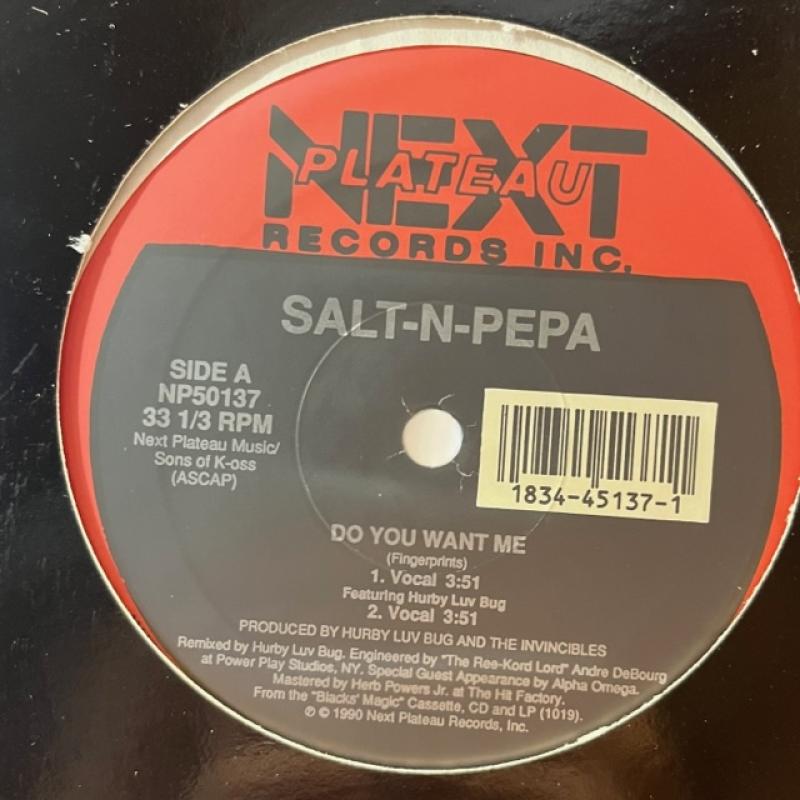 NEXT
PLATEAU
RECORDS INC.
SALT-N-PEPA
SIDE A
NP50137
33 1/3 RPM
Next Plateau Music/
Sons of K-oss
(ASCAP)
1834-45137-1
DO YOU WANT ME
(Fingerprints)
1. Vocal 3:51
Featuring Hurby Luv Bug
2. Vocal 3:51
PRODUCED BY HURBY LUV BUG AND THE INVINCIBLES
Remixed by Hurby Luv Bug. Engineered by "The Ree-Kord Lord" Andre DeBourg
at Power Play Studios, NY. Special Guest Appearance by Alpha Omega.
Mastered by Herb Powers Jr. at The Hit Factory.
From the "Blacks' Magic" Cassette, CD and LP (1019).
℗ © 1990 Next Plateau Records, Inc.